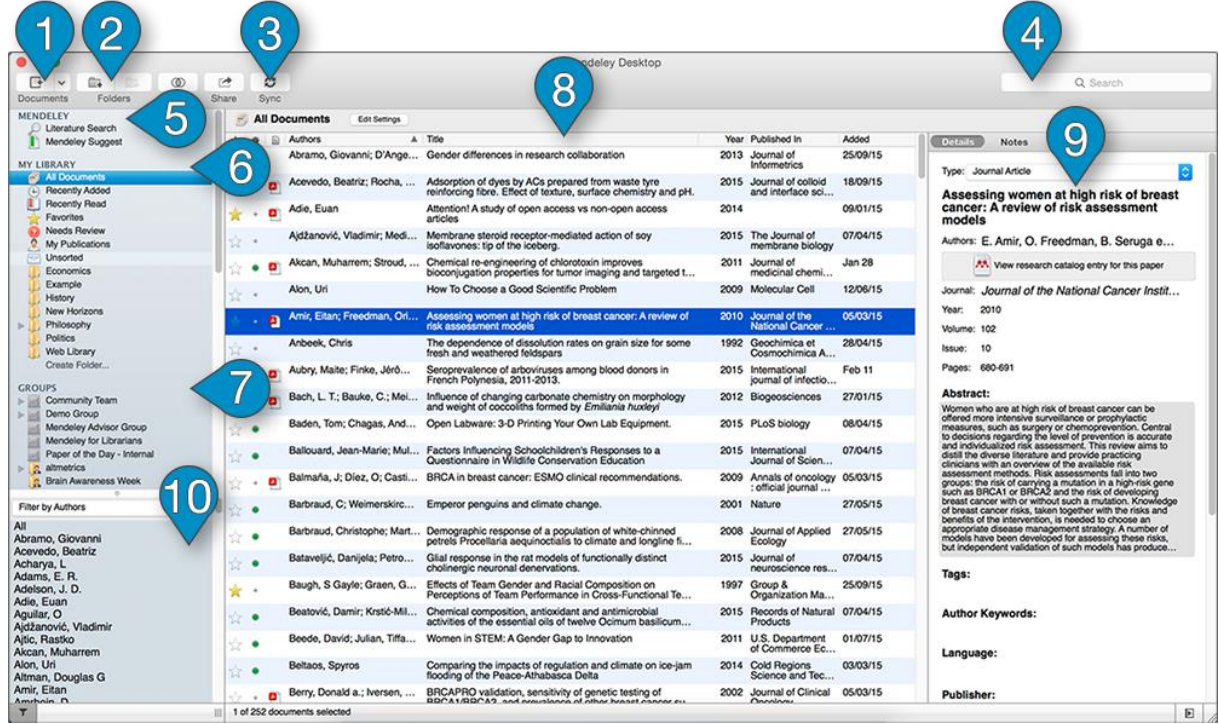 1
2
3
4
ndeley Desktop
Documents
Folders
Share
Sync
Search
5
8
MENDELEY
Literature Search
Mendeley Suggest
6
MY LIBRARY
All Documents
Recently Added
Recently Read
Favorites
Needs Review
My Publications
Unsorted
Economics
Example
History
New Horizons
Philosophy
Politics
Web Library
Create Folder...
7
GROUPS
Community Team
Demo Group
Mendeley Advisor Group
Mendeley for Librarians
Paper of the Day - Internal
altmetrics
Brain Awareness Week
10
Filter by Authors
All
Abramo, Giovanni
Acevedo, Beatriz
Acharya, L
Adams, E. R.
Adelson, J. D.
Adie, Euan
Aguilar, O
Ajdžanović, Vladimir
Ajtic, Rastko
Akcan, Muharrem
Alon, Uri
Altman, Douglas G
Amir, Eitan
All Documents Edit Settings
Authors Title Year Published In Added
Abramo, Giovanni; D'Ange... Gender differences in research collaboration 2013 Journal of 25/09/15
Informetrics
Acevedo, Beatriz; Rocha, ... Adsorption of dyes by ACs prepared from waste tyre 2015 Journal of colloid 18/09/15
reinforcing fibre. Effect of texture, surface chemistry and pH. and interface sci...
Adie, Euan Attention! A study of open access vs non-open access 2014 09/01/15
articles
Ajdžanović, Vladimir; Medi... Membrane steroid receptor-mediated action of soy 2015 The Journal of 07/04/15
isoflavones: tip of the iceberg. membrane biology
Akcan, Muharrem; Stroud, ... Chemical re-engineering of chlorotoxin improves 2011 Journal of Jan 28
bioconjugation properties for tumor imaging and targeted t... medicinal chemi...
Alon, Uri How To Choose a Good Scientific Problem 2009 Molecular Cell 12/06/15
Amir, Eitan; Freedman, Ori... Assessing women at high risk of breast cancer: A review of 2010 Journal of the 05/03/15
risk assessment models National Cancer ...
Anbeek, Chris The dependence of dissolution rates on grain size for some 1992 Geochimica et 28/04/15
fresh and weathered feldspars Cosmochimica A...
Aubry, Maite; Finke, Jérô... Seroprevalence of arboviruses among blood donors in 2015 International Feb 11
French Polynesia, 2011-2013. journal of infectio...
Bach, L. T.; Bauke, C.; Mei... Influence of changing carbonate chemistry on morphology 2012 Biogeosciences 27/01/15
and weight of coccoliths formed by Emiliania huxleyi
Baden, Tom; Chagas, And... Open Labware: 3-D Printing Your Own Lab Equipment. 2015 PLoS biology 08/04/15
Ballouard, Jean-Marie; Mul... Factors Influencing Schoolchildren's Responses to a 2015 International 07/04/15
Questionnaire in Wildlife Conservation Education Journal of Scien...
Balmaña, J; Díez, O; Casti... BRCA in breast cancer: ESMO clinical recommendations. 2009 Annals of oncology 05/03/15
: official journal ...
Barbraud, C; Weimerskirc... Emperor penguins and climate change. 2001 Nature 27/05/15
Barbraud, Christophe; Mart... Demographic response of a population of white-chinned 2008 Journal of Applied 27/05/15
petrels Procellaria aequinoctialis to climate and longline fi... Ecology
Bataveljić, Danijela; Petro... Glial response in the rat models of functionally distinct 2015 Journal of 07/04/15
cholinergic neuronal denervations. neuroscience res...
Baugh, S Gayle; Graen, G... Effects of Team Gender and Racial Composition on 1997 Group & 25/09/15
Perceptions of Team Performance in Cross-Functional Te... Organization Ma...
Beatović, Damir; Krstić-Mil... Chemical composition, antioxidant and antimicrobial 2015 Records of Natural 07/04/15
activities of the essential oils of twelve Ocimum basilicum... Products
Beede, David; Julian, Tiffa... Women in STEM: A Gender Gap to Innovation 2011 U.S. Department 01/07/15
of Commerce Ec...
Beltaos, Spyros Comparing the impacts of regulation and climate on ice-jam 2014 Cold Regions 03/03/15
flooding of the Peace-Athabasca Delta Science and Tec...
Berry, Donald a.; Iversen, ... BRCAPRO validation, sensitivity of genetic testing of 2002 Journal of Clinical 05/03/15
BRCA1/BRCA2, and prevalence of other breast cancer su... Oncology
1 of 252 documents selected
Details Notes
9
Type: Journal Article
Assessing women at high risk of breast
cancer: A review of risk assessment
models
Authors: E. Amir, O. Freedman, B. Seruga e...
View research catalog entry for this paper
Journal: Journal of the National Cancer Instit...
Year: 2010
Volume: 102
Issue: 10
Pages: 680-691
Abstract:
Women who are at high risk of breast cancer can be
offered more intensive surveillance or prophylactic
measures, such as surgery or chemoprevention. Central
to decisions regarding the level of prevention is accurate
and individualized risk assessment. This review aims to
distill the diverse literature and provide practicing
clinicians with an overview of the available risk
assessment methods. Risk assessments fall into two
groups: the risk of carrying a mutation in a high-risk gene
such as BRCA1 or BRCA2 and the risk of developing
breast cancer with or without such a mutation. Knowledge
of breast cancer risks, taken together with the risks and
benefits of the intervention, is needed to choose an
appropriate disease management strategy. A number of
models have been developed for assessing these risks,
but independent validation of such models has produce...
Tags:
Author Keywords:
Language:
Publisher: